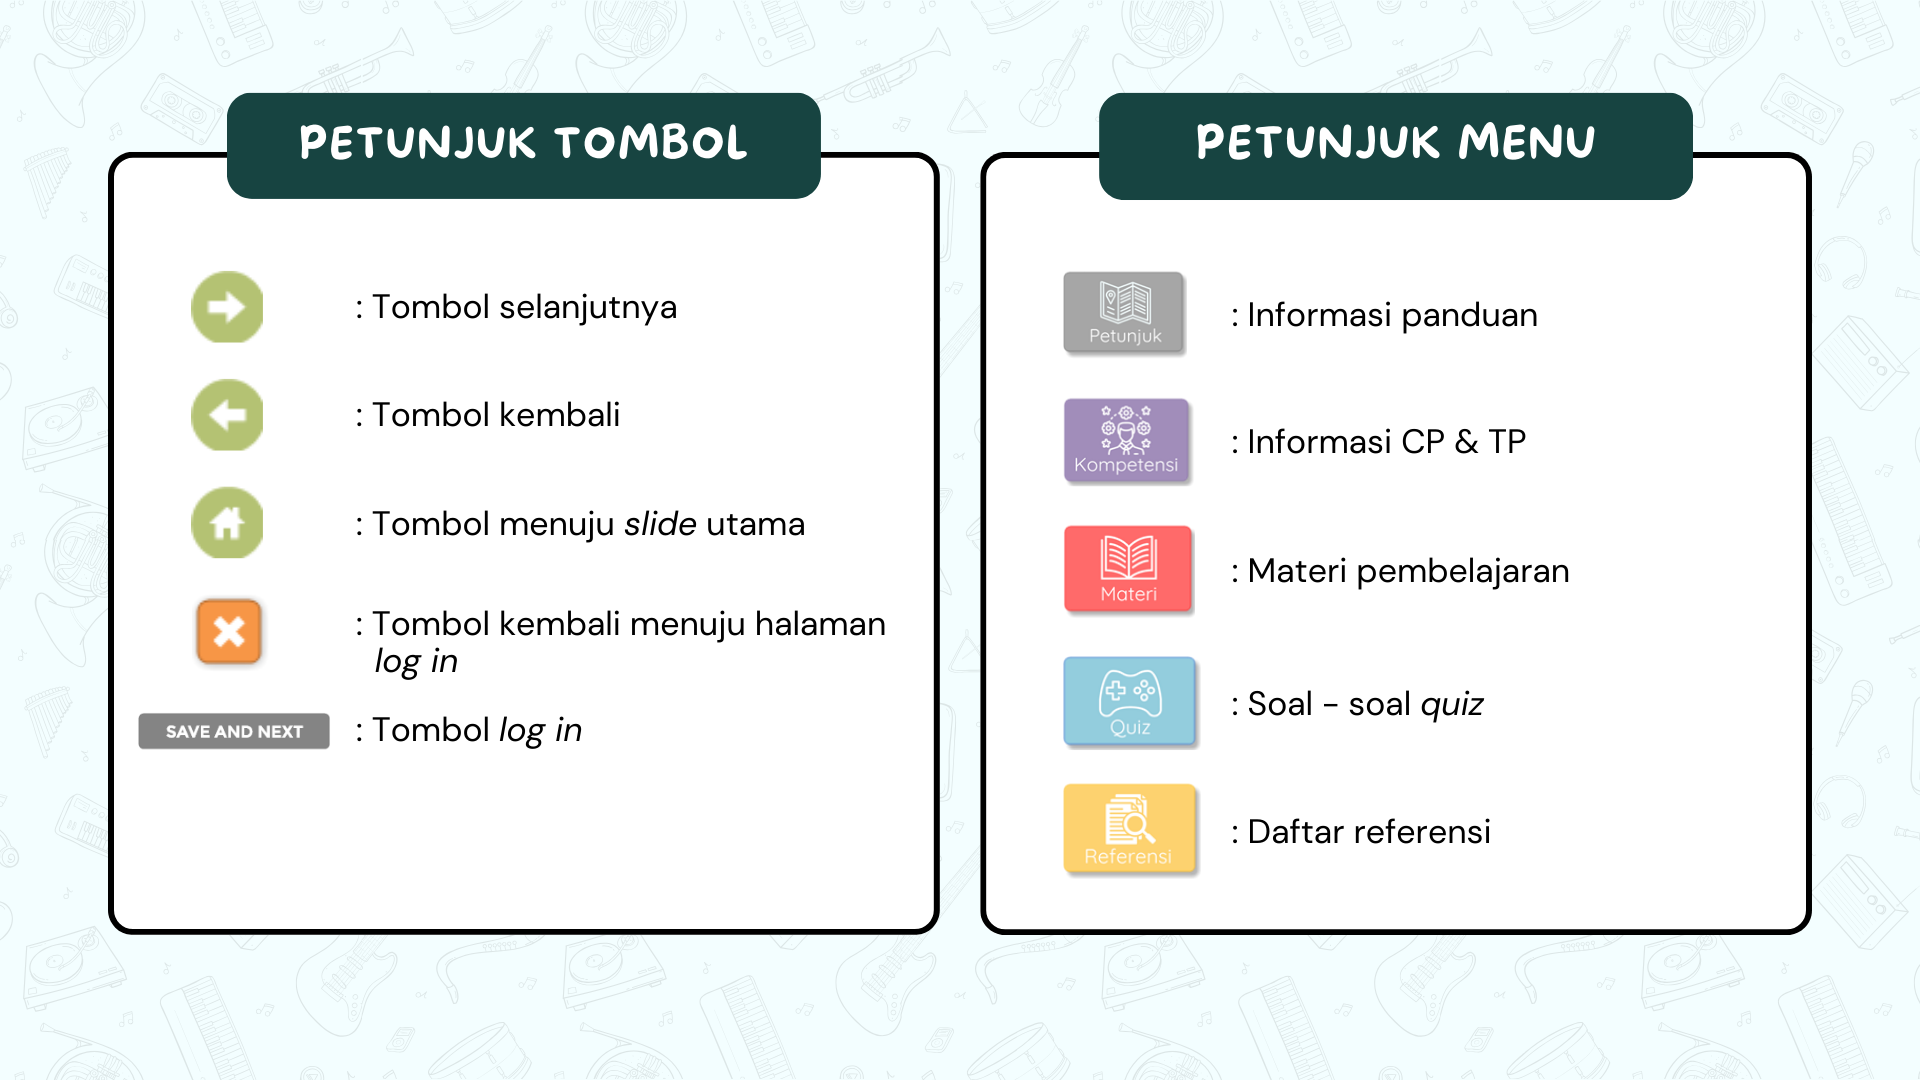 PETUNJUK TOMBOL
: Tombol selanjutnya
: Tombol kembali
: Tombol menuju slide utama
: Tombol kembali menuju halaman
log in
SAVE AND NEXT : Tombol log in
PETUNJUK MENU
Petunjuk : Informasi panduan
Kompetensi : Informasi CP & TP
Materi : Materi pembelajaran
Quiz : Soal - soal quiz
Referensi : Daftar referensi